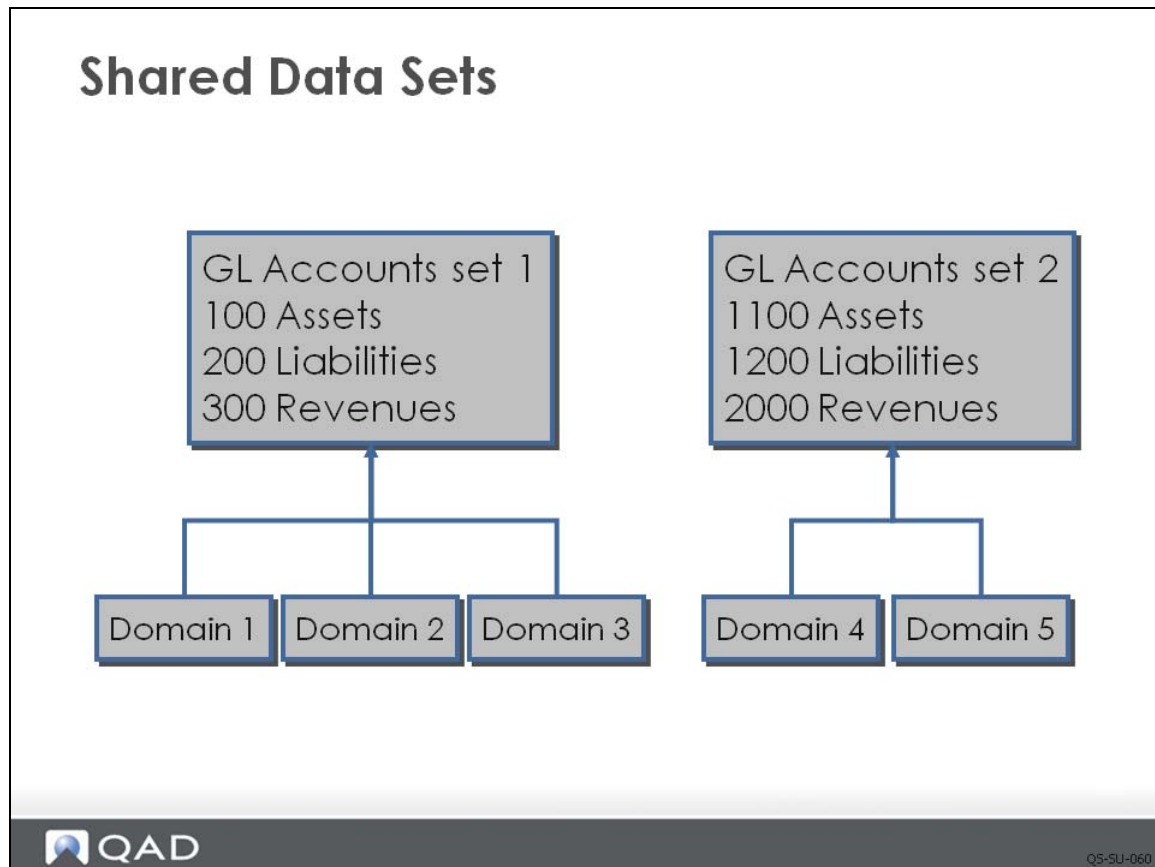 Shared Data Sets
GL Accounts set 1
100 Assets
200 Liabilities
300 Revenues
GL Accounts set 2
1100 Assets
1200 Liabilities
2000 Revenues
Domain 1
Domain 2
Domain 3
Domain 4
Domain 5
QAD
QS-SU-060